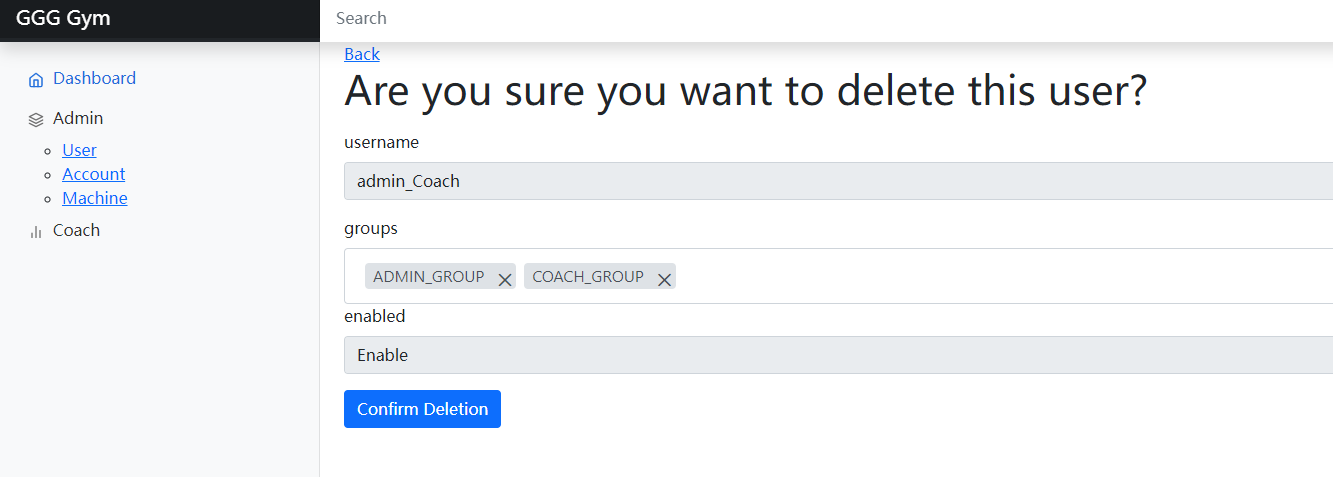 GGG Gym
Search
Dashboard
Admin
User
Account
Machine
Coach
Back
Are you sure you want to delete this user?
username
admin_Coach
groups
ADMIN_GROUP COACH_GROUP
enabled
Enable
Confirm Deletion